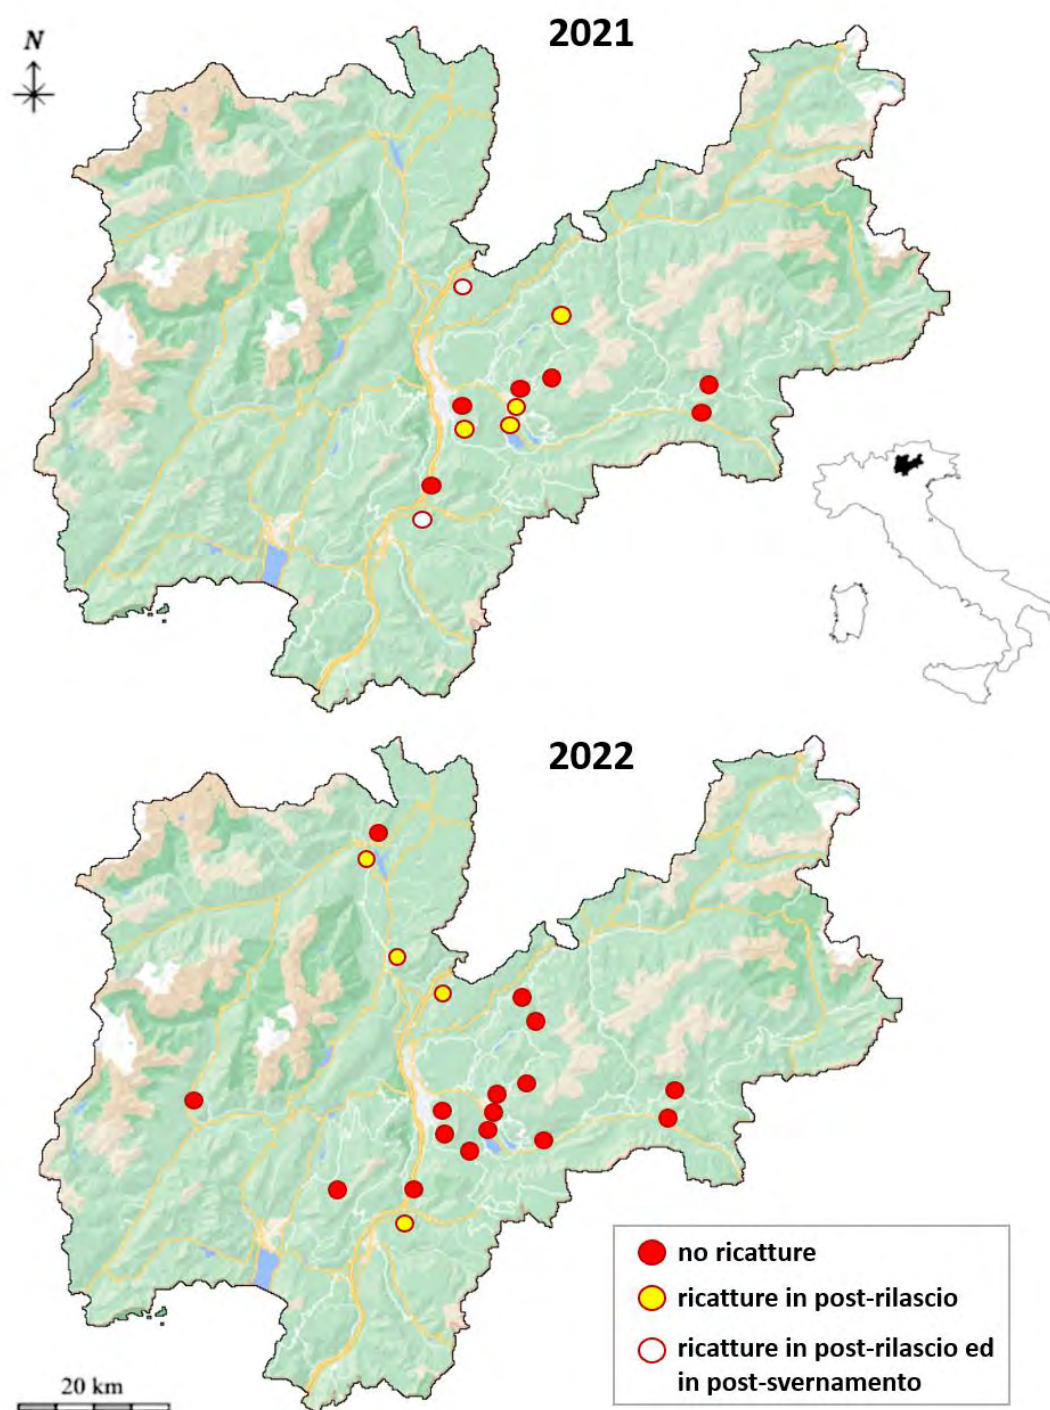 2021
N
2022
no ricatture
ricatture in post-rilascio
ricatture in post-rilascio ed
in post-svernamento
20 km